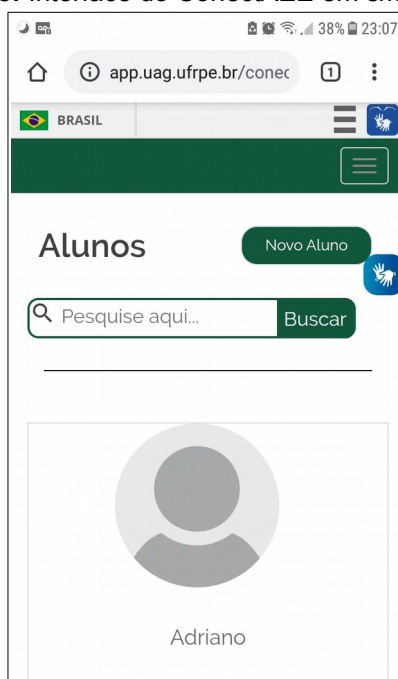 38% 23:07
app.uag.ufrpe.br/conec
1
BRASIL
Alunos
Novo Aluno
Pesquise aqui...
Buscar
Adriano